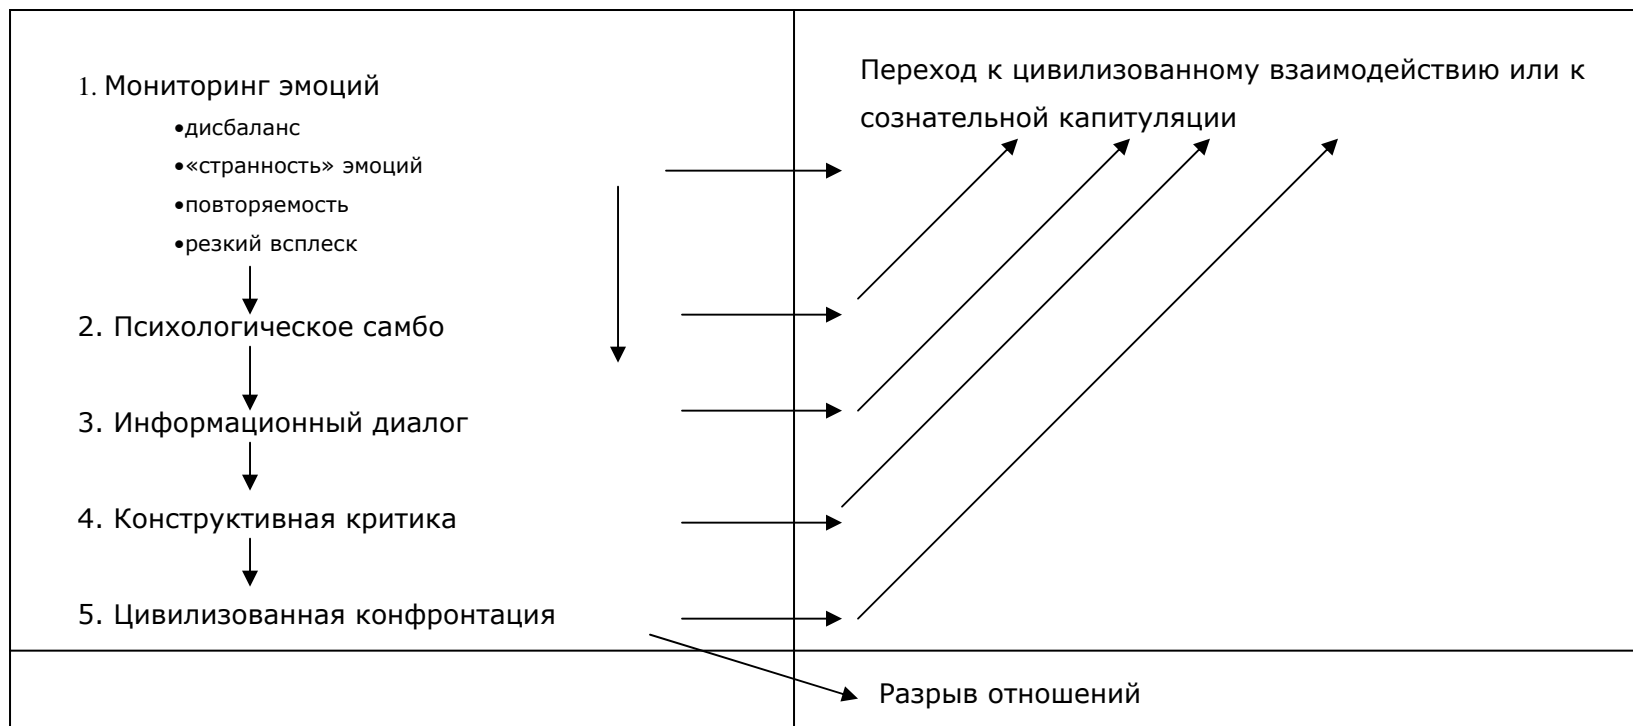 1. Мониторинг эмоций
•дисбаланс
•«странность» эмоций
•повторяемость
•резкий всплеск
2. Психологическое самбо
3. Информационный диалог
4. Конструктивная критика
5. Цивилизованная конфронтация
Переход к цивилизованному взаимодействию или к
сознательной капитуляции
Разрыв отношений